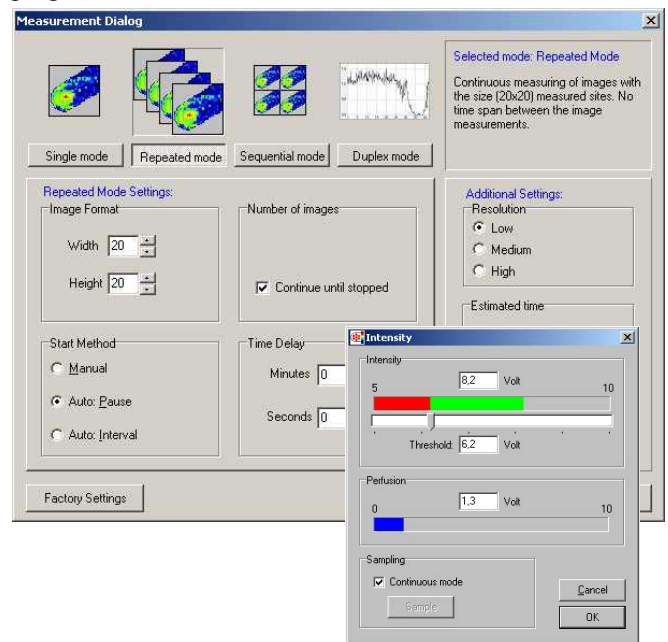 Measurement Dialog
Single mode
Repeated mode
Sequential mode
Duplex mode
Selected mode: Repeated Mode
Continuous measuring of images with
the size (20x20) measured sites. No
time span between the image
measurements.
Repeated Mode Settings:
Image Format
Width 20
Height 20
Number of images
Continue until stopped
Additional Settings:
Resolution
Low
Medium
High
Estimated time
Start Method
Manual
Auto: Pause
Auto: Interval
Time Delay
Minutes 0
Seconds 0
Factory Settings
Intensity
Intensity
8,2 Volt
5 10
Threshold: 6,2 Volt
Perfusion
1,3 Volt
0 10
Sampling
Continuous mode
Sample
Cancel
OK